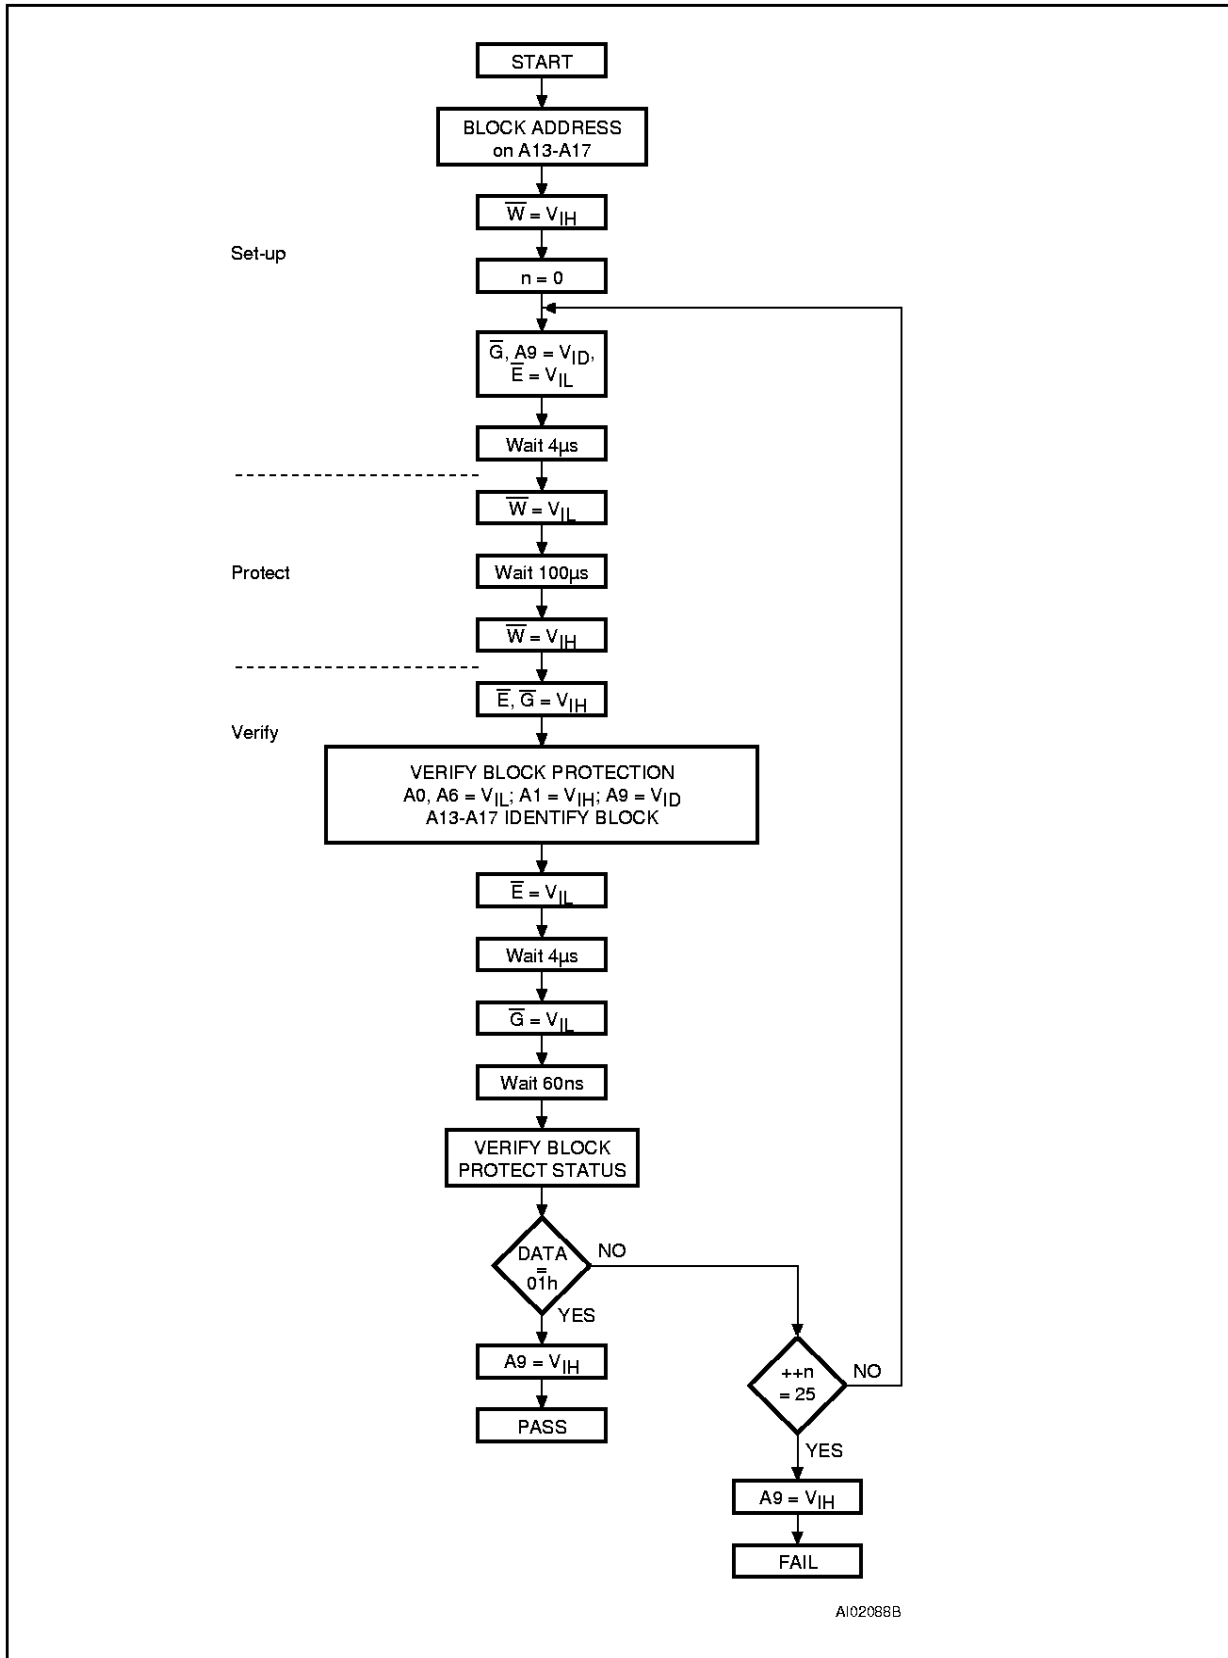 START
BLOCK ADDRESS
on A13-A17
W̅ = VIH
Set-up
n = 0
G̅, A9 = VID,
E̅ = VIL
Wait 4µs
W̅ = VIL
Protect
Wait 100µs
W̅ = VIH
E̅, G̅ = VIH
Verify
VERIFY BLOCK PROTECTION
A0, A6 = VIL; A1 = VIH; A9 = VID
A13-A17 IDENTIFY BLOCK
E̅ = VIL
Wait 4µs
G̅ = VIL
Wait 60ns
VERIFY BLOCK
PROTECT STATUS
DATA
=
01h
NO
YES
A9 = VIH
PASS
++n
= 25
NO
YES
A9 = VIH
FAIL
AI02088B